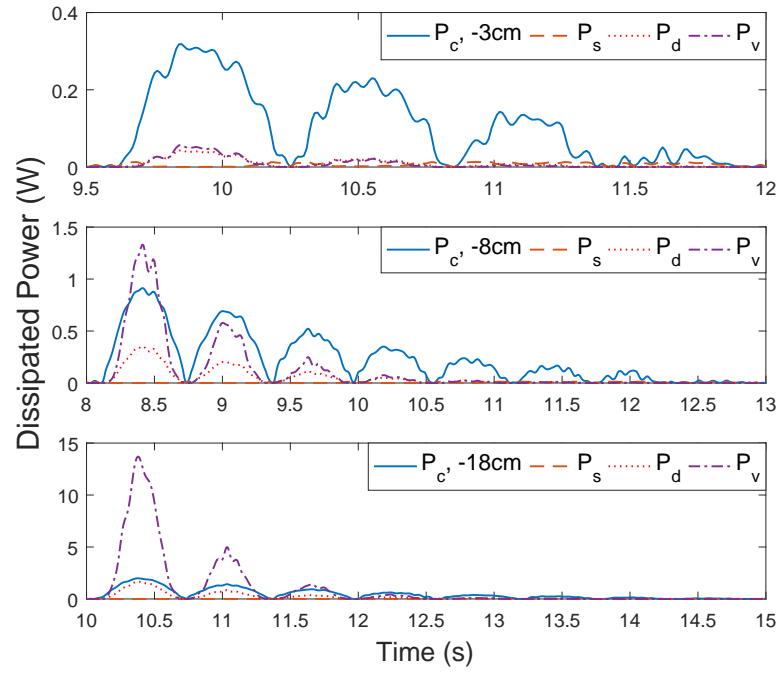 Dissipated Power (W)
0.4
0.2
0
P_c, -3cm P_s P_d P_v
9.5 10 10.5 11 11.5 12
1.5
1
0.5
0
P_c, -8cm P_s P_d P_v
8 8.5 9 9.5 10 10.5 11 11.5 12 12.5 13
15
10
5
0
P_c, -18cm P_s P_d P_v
10 10.5 11 11.5 12 12.5 13 13.5 14 14.5 15
Time (s)